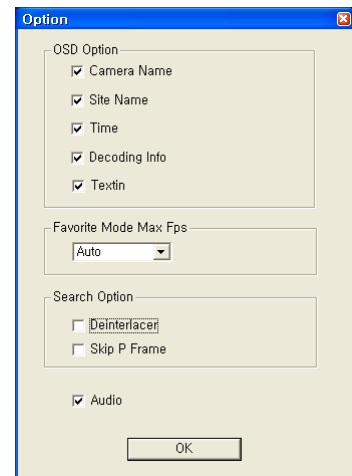 Option
OSD Option
Camera Name
Site Name
Time
Decoding Info
Textin
Favorite Mode Max Fps
Auto
Search Option
Deinterlacer
Skip P Frame
Audio
OK